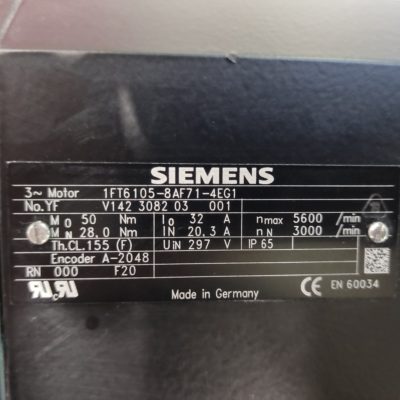 SIEMENS
3~ Motor 1FT6105-8AF71-4EG1
No.YF V142 3082 03 001
M0 50 Nm I0 32 A nmax 5600 /min
MN 28,0 Nm IN 20,3 A nN 3000 /min
Th.CL.155 (F) UIN 297 V IP 65
Encoder A-2048
RN 000 F20
Made in Germany CE EN 60034